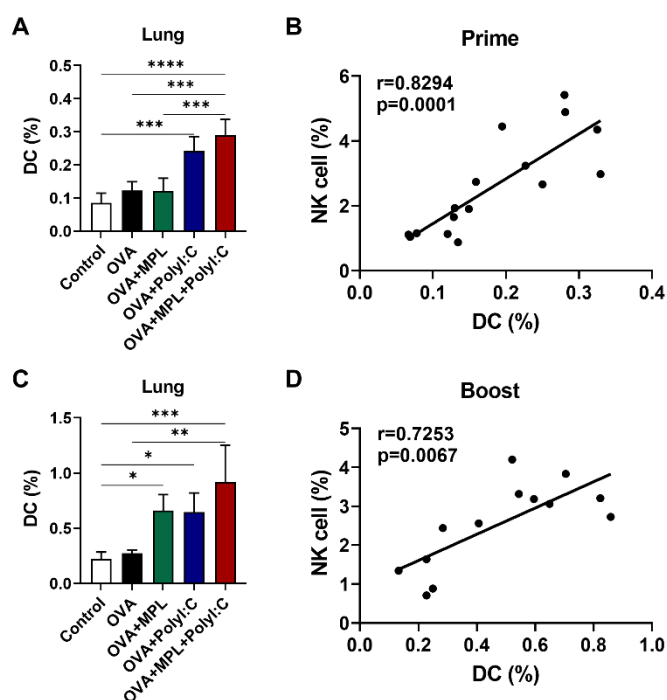 A
Lung
****
***
***
***
DC (%)
0.5
0.4
0.3
0.2
0.1
0.0
Control
OVA
OVA+MPL
OVA+PolyI:C
OVA+MPL+PolyI:C
B
Prime
r=0.8294
p=0.0001
NK cell (%)
6
4
2
0
0.0
0.1
0.2
0.3
0.4
DC (%)
C
Lung
***
**
*
*
DC (%)
1.5
1.0
0.5
0.0
Control
OVA
OVA+MPL
OVA+PolyI:C
OVA+MPL+PolyI:C
D
Boost
r=0.7253
p=0.0067
NK cell (%)
5
4
3
2
1
0
0.0
0.2
0.4
0.6
0.8
1.0
DC (%)